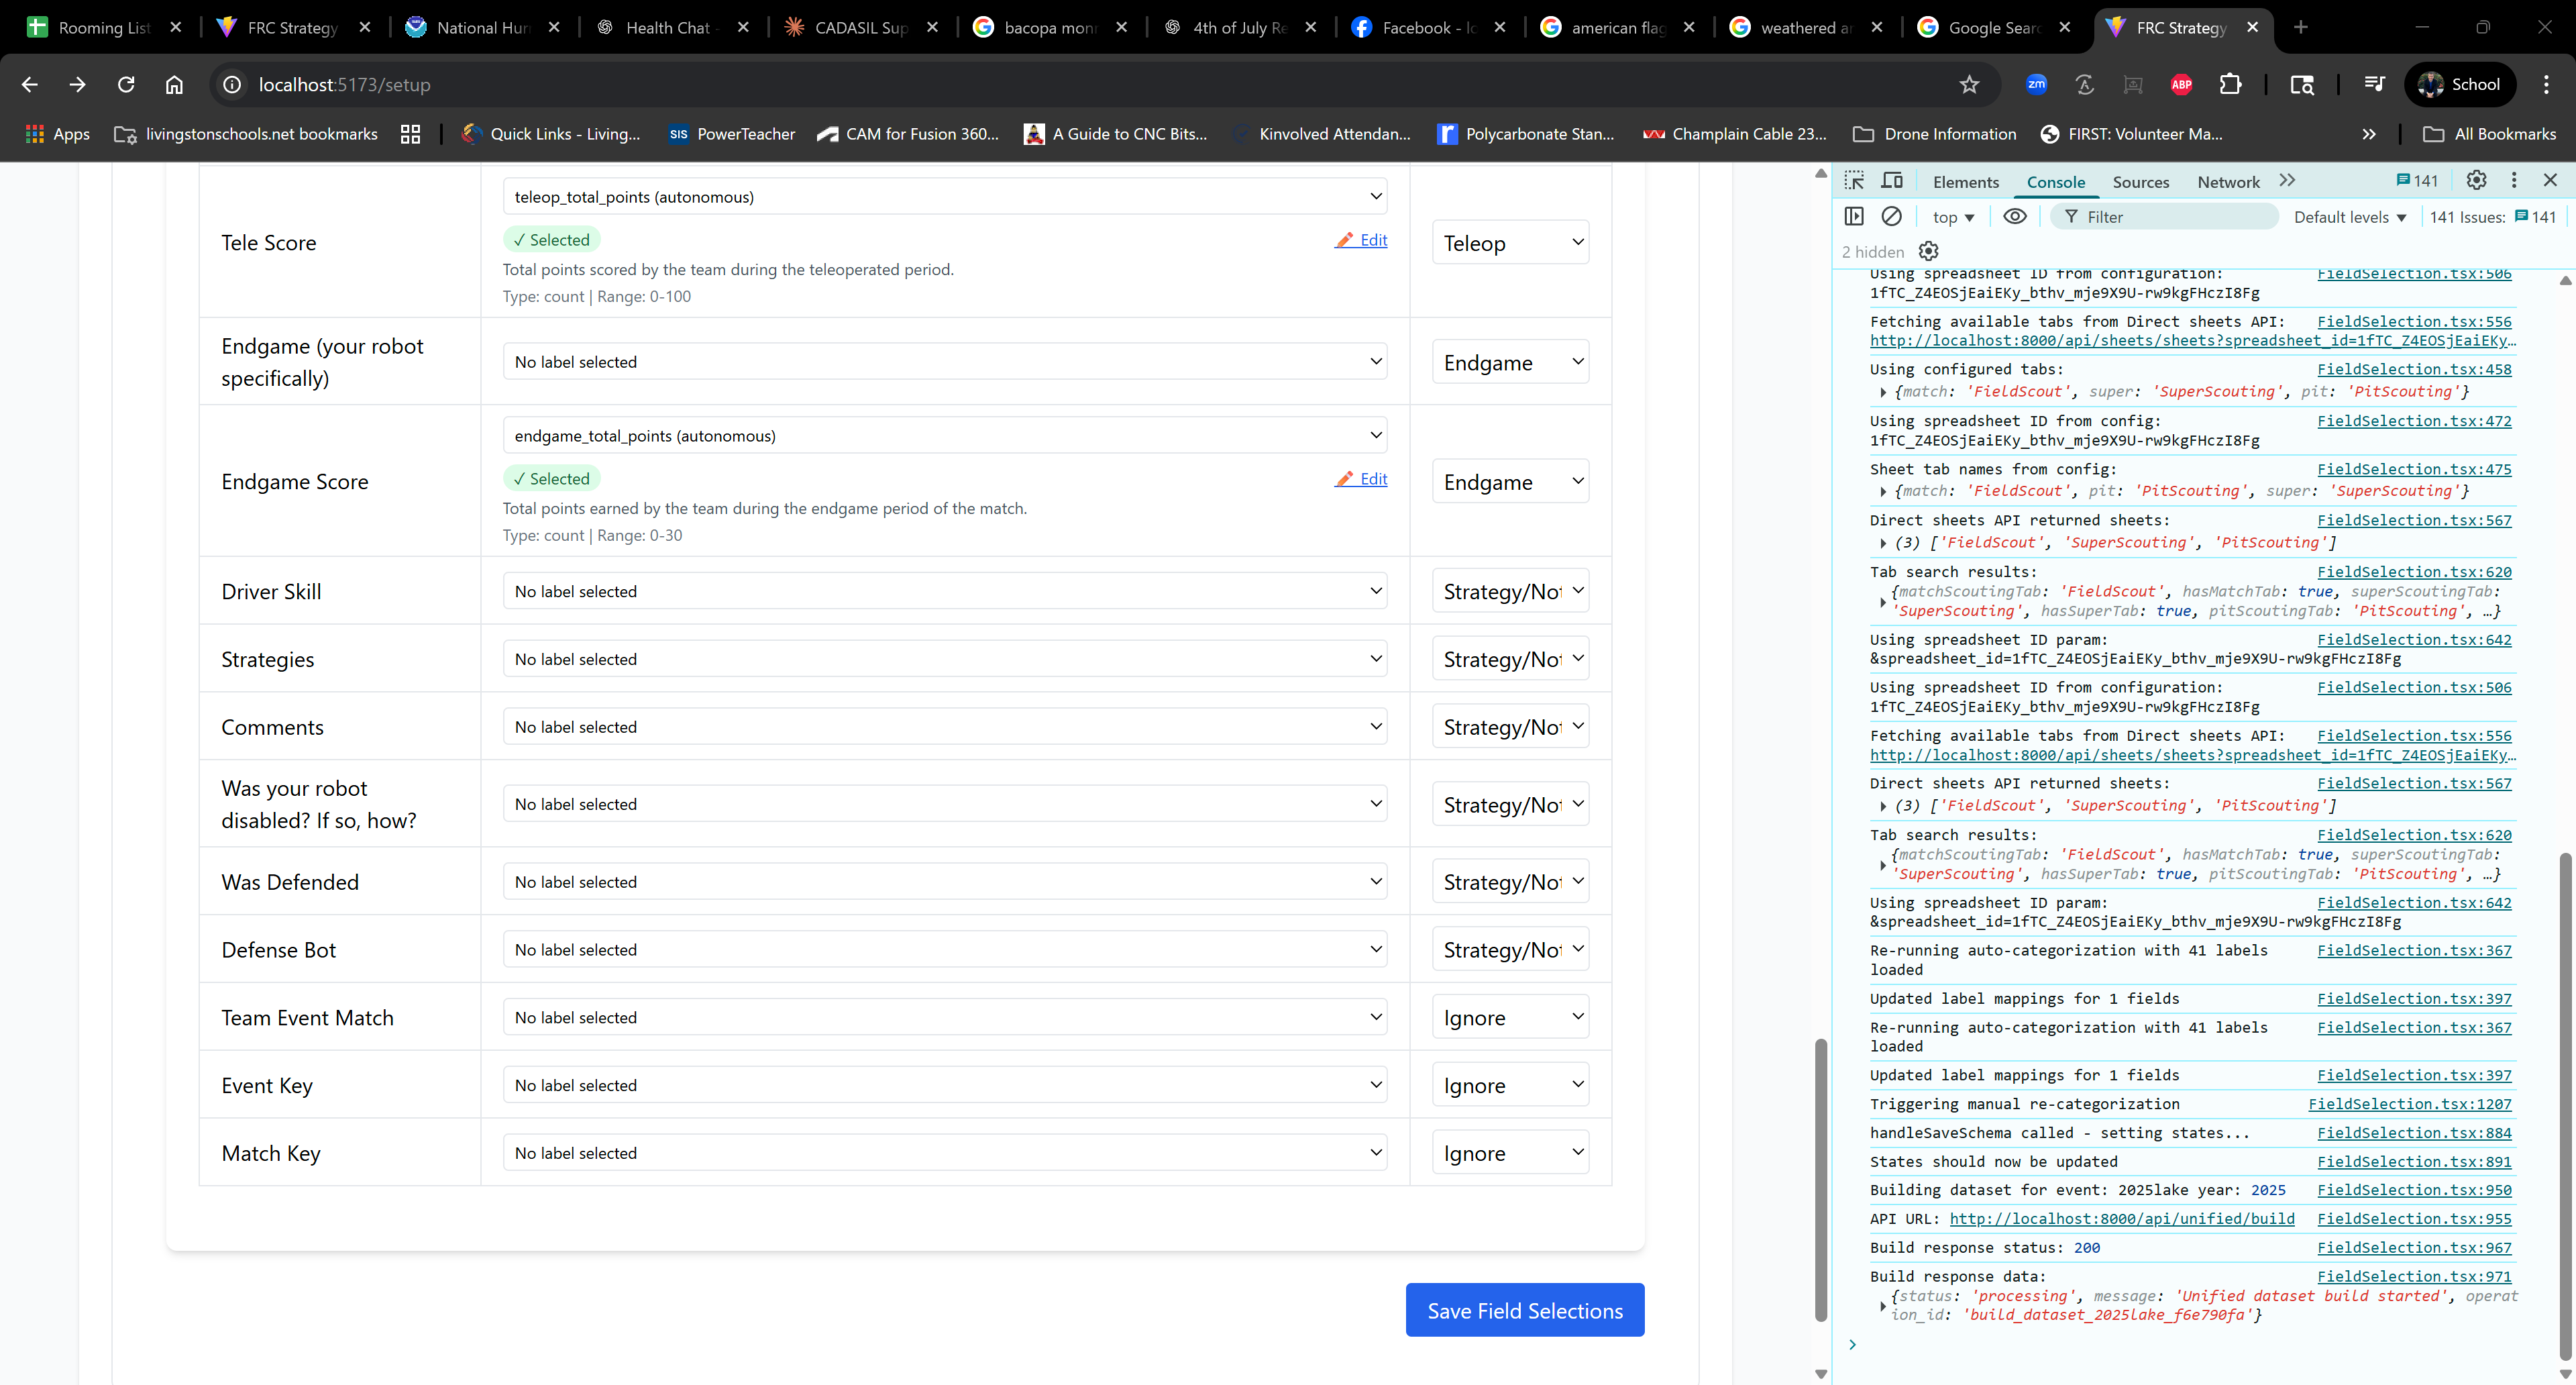 Rooming List
FRC Strategy
National Hurr
Health Chat -
CADASIL Sup
bacopa monn
4th of July Re
Facebook - lo
american flag
weathered ar
Google Searc
FRC Strategy
localhost:5173/setup
zm
ABP
School
Apps
livingstonschools.net bookmarks
Quick Links - Living...
SIS PowerTeacher
CAM for Fusion 360...
A Guide to CNC Bits...
Kinvolved Attendan...
Polycarbonate Stan...
Champlain Cable 23...
Drone Information
FIRST: Volunteer Ma...
All Bookmarks
Tele Score
teleop_total_points (autonomous)
✓ Selected
Edit
Total points scored by the team during the teleoperated period.
Type: count | Range: 0-100
Teleop
Endgame (your robot
specifically)
No label selected
Endgame
Endgame Score
endgame_total_points (autonomous)
✓ Selected
Edit
Total points earned by the team during the endgame period of the match.
Type: count | Range: 0-30
Endgame
Driver Skill
No label selected
Strategy/Not
Strategies
No label selected
Strategy/Not
Comments
No label selected
Strategy/Not
Was your robot
disabled? If so, how?
No label selected
Strategy/Not
Was Defended
No label selected
Strategy/Not
Defense Bot
No label selected
Strategy/Not
Team Event Match
No label selected
Ignore
Event Key
No label selected
Ignore
Match Key
No label selected
Ignore
Save Field Selections
Elements Console Sources Network
141
top
Filter
Default levels
141 Issues: 141
2 hidden
Using spreadsheet ID from configuration: FieldSelection.tsx:506
1fTC_Z4EOSjEaiEKy_bthv_mje9X9U-rw9kgFHczI8Fg
Fetching available tabs from Direct sheets API: FieldSelection.tsx:556
http://localhost:8000/api/sheets/sheets?spreadsheet_id=1fTC_Z4EOSjEaiEKy…
Using configured tabs: FieldSelection.tsx:458
{match: 'FieldScout', super: 'SuperScouting', pit: 'PitScouting'}
Using spreadsheet ID from config: FieldSelection.tsx:472
1fTC_Z4EOSjEaiEKy_bthv_mje9X9U-rw9kgFHczI8Fg
Sheet tab names from config: FieldSelection.tsx:475
{match: 'FieldScout', pit: 'PitScouting', super: 'SuperScouting'}
Direct sheets API returned sheets: FieldSelection.tsx:567
(3) ['FieldScout', 'SuperScouting', 'PitScouting']
Tab search results: FieldSelection.tsx:620
{matchScoutingTab: 'FieldScout', hasMatchTab: true, superScoutingTab:
'SuperScouting', hasSuperTab: true, pitScoutingTab: 'PitScouting', …}
Using spreadsheet ID param: FieldSelection.tsx:642
&spreadsheet_id=1fTC_Z4EOSjEaiEKy_bthv_mje9X9U-rw9kgFHczI8Fg
Using spreadsheet ID from configuration: FieldSelection.tsx:506
1fTC_Z4EOSjEaiEKy_bthv_mje9X9U-rw9kgFHczI8Fg
Fetching available tabs from Direct sheets API: FieldSelection.tsx:556
http://localhost:8000/api/sheets/sheets?spreadsheet_id=1fTC_Z4EOSjEaiEKy…
Direct sheets API returned sheets: FieldSelection.tsx:567
(3) ['FieldScout', 'SuperScouting', 'PitScouting']
Tab search results: FieldSelection.tsx:620
{matchScoutingTab: 'FieldScout', hasMatchTab: true, superScoutingTab:
'SuperScouting', hasSuperTab: true, pitScoutingTab: 'PitScouting', …}
Using spreadsheet ID param: FieldSelection.tsx:642
&spreadsheet_id=1fTC_Z4EOSjEaiEKy_bthv_mje9X9U-rw9kgFHczI8Fg
Re-running auto-categorization with 41 labels FieldSelection.tsx:367
loaded
Updated label mappings for 1 fields FieldSelection.tsx:397
Re-running auto-categorization with 41 labels FieldSelection.tsx:367
loaded
Updated label mappings for 1 fields FieldSelection.tsx:397
Triggering manual re-categorization FieldSelection.tsx:1207
handleSaveSchema called - setting states... FieldSelection.tsx:884
States should now be updated FieldSelection.tsx:891
Building dataset for event: 2025lake year: 2025 FieldSelection.tsx:950
API URL: http://localhost:8000/api/unified/build FieldSelection.tsx:955
Build response status: 200 FieldSelection.tsx:967
Build response data: FieldSelection.tsx:971
{status: 'processing', message: 'Unified dataset build started', operat
ion_id: 'build_dataset_2025lake_f6e790fa'}